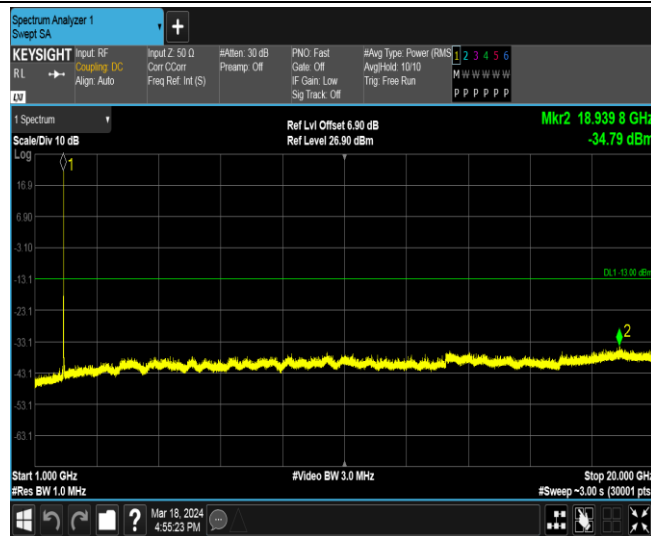 Spectrum Analyzer 1
Swept SA
+
KEYSIGHT
RL
LXI
Input: RF
Coupling: DC
Align: Auto
Input Z: 50 Ω
Corr CCorr
Freq Ref: Int (S)
#Atten: 30 dB
Preamp: Off
PNO: Fast
Gate: Off
IF Gain: Low
Sig Track: Off
#Avg Type: Power (RMS
Avg|Hold: 10/10
Trig: Free Run
1 2 3 4 5 6
M W W W W W
P P P P P P
1 Spectrum
Scale/Div 10 dB
Ref Lvl Offset 6.90 dB
Ref Level 26.90 dBm
Mkr2 18.939 8 GHz
-34.79 dBm
Log
1
16.9
6.90
-3.10
DL1 -13.00 dBm
-13.1
-23.1
-33.1
2
-43.1
-53.1
-63.1
Start 1.000 GHz
#Res BW 1.0 MHz
#Video BW 3.0 MHz
Stop 20.000 GHz
#Sweep ~3.00 s (30001 pts
?
Mar 18, 2024
4:55:23 PM